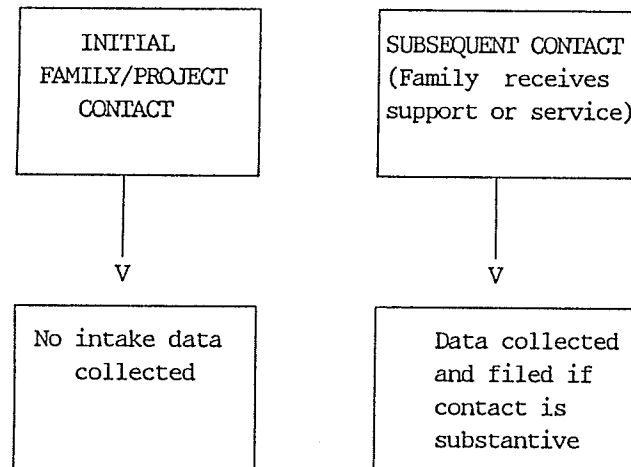 INITIAL
FAMILY/PROJECT
CONTACT
V
No intake data
collected
SUBSEQUENT CONTACT
(Family receives
support or service)
V
Data collected
and filed if
contact is
substantive